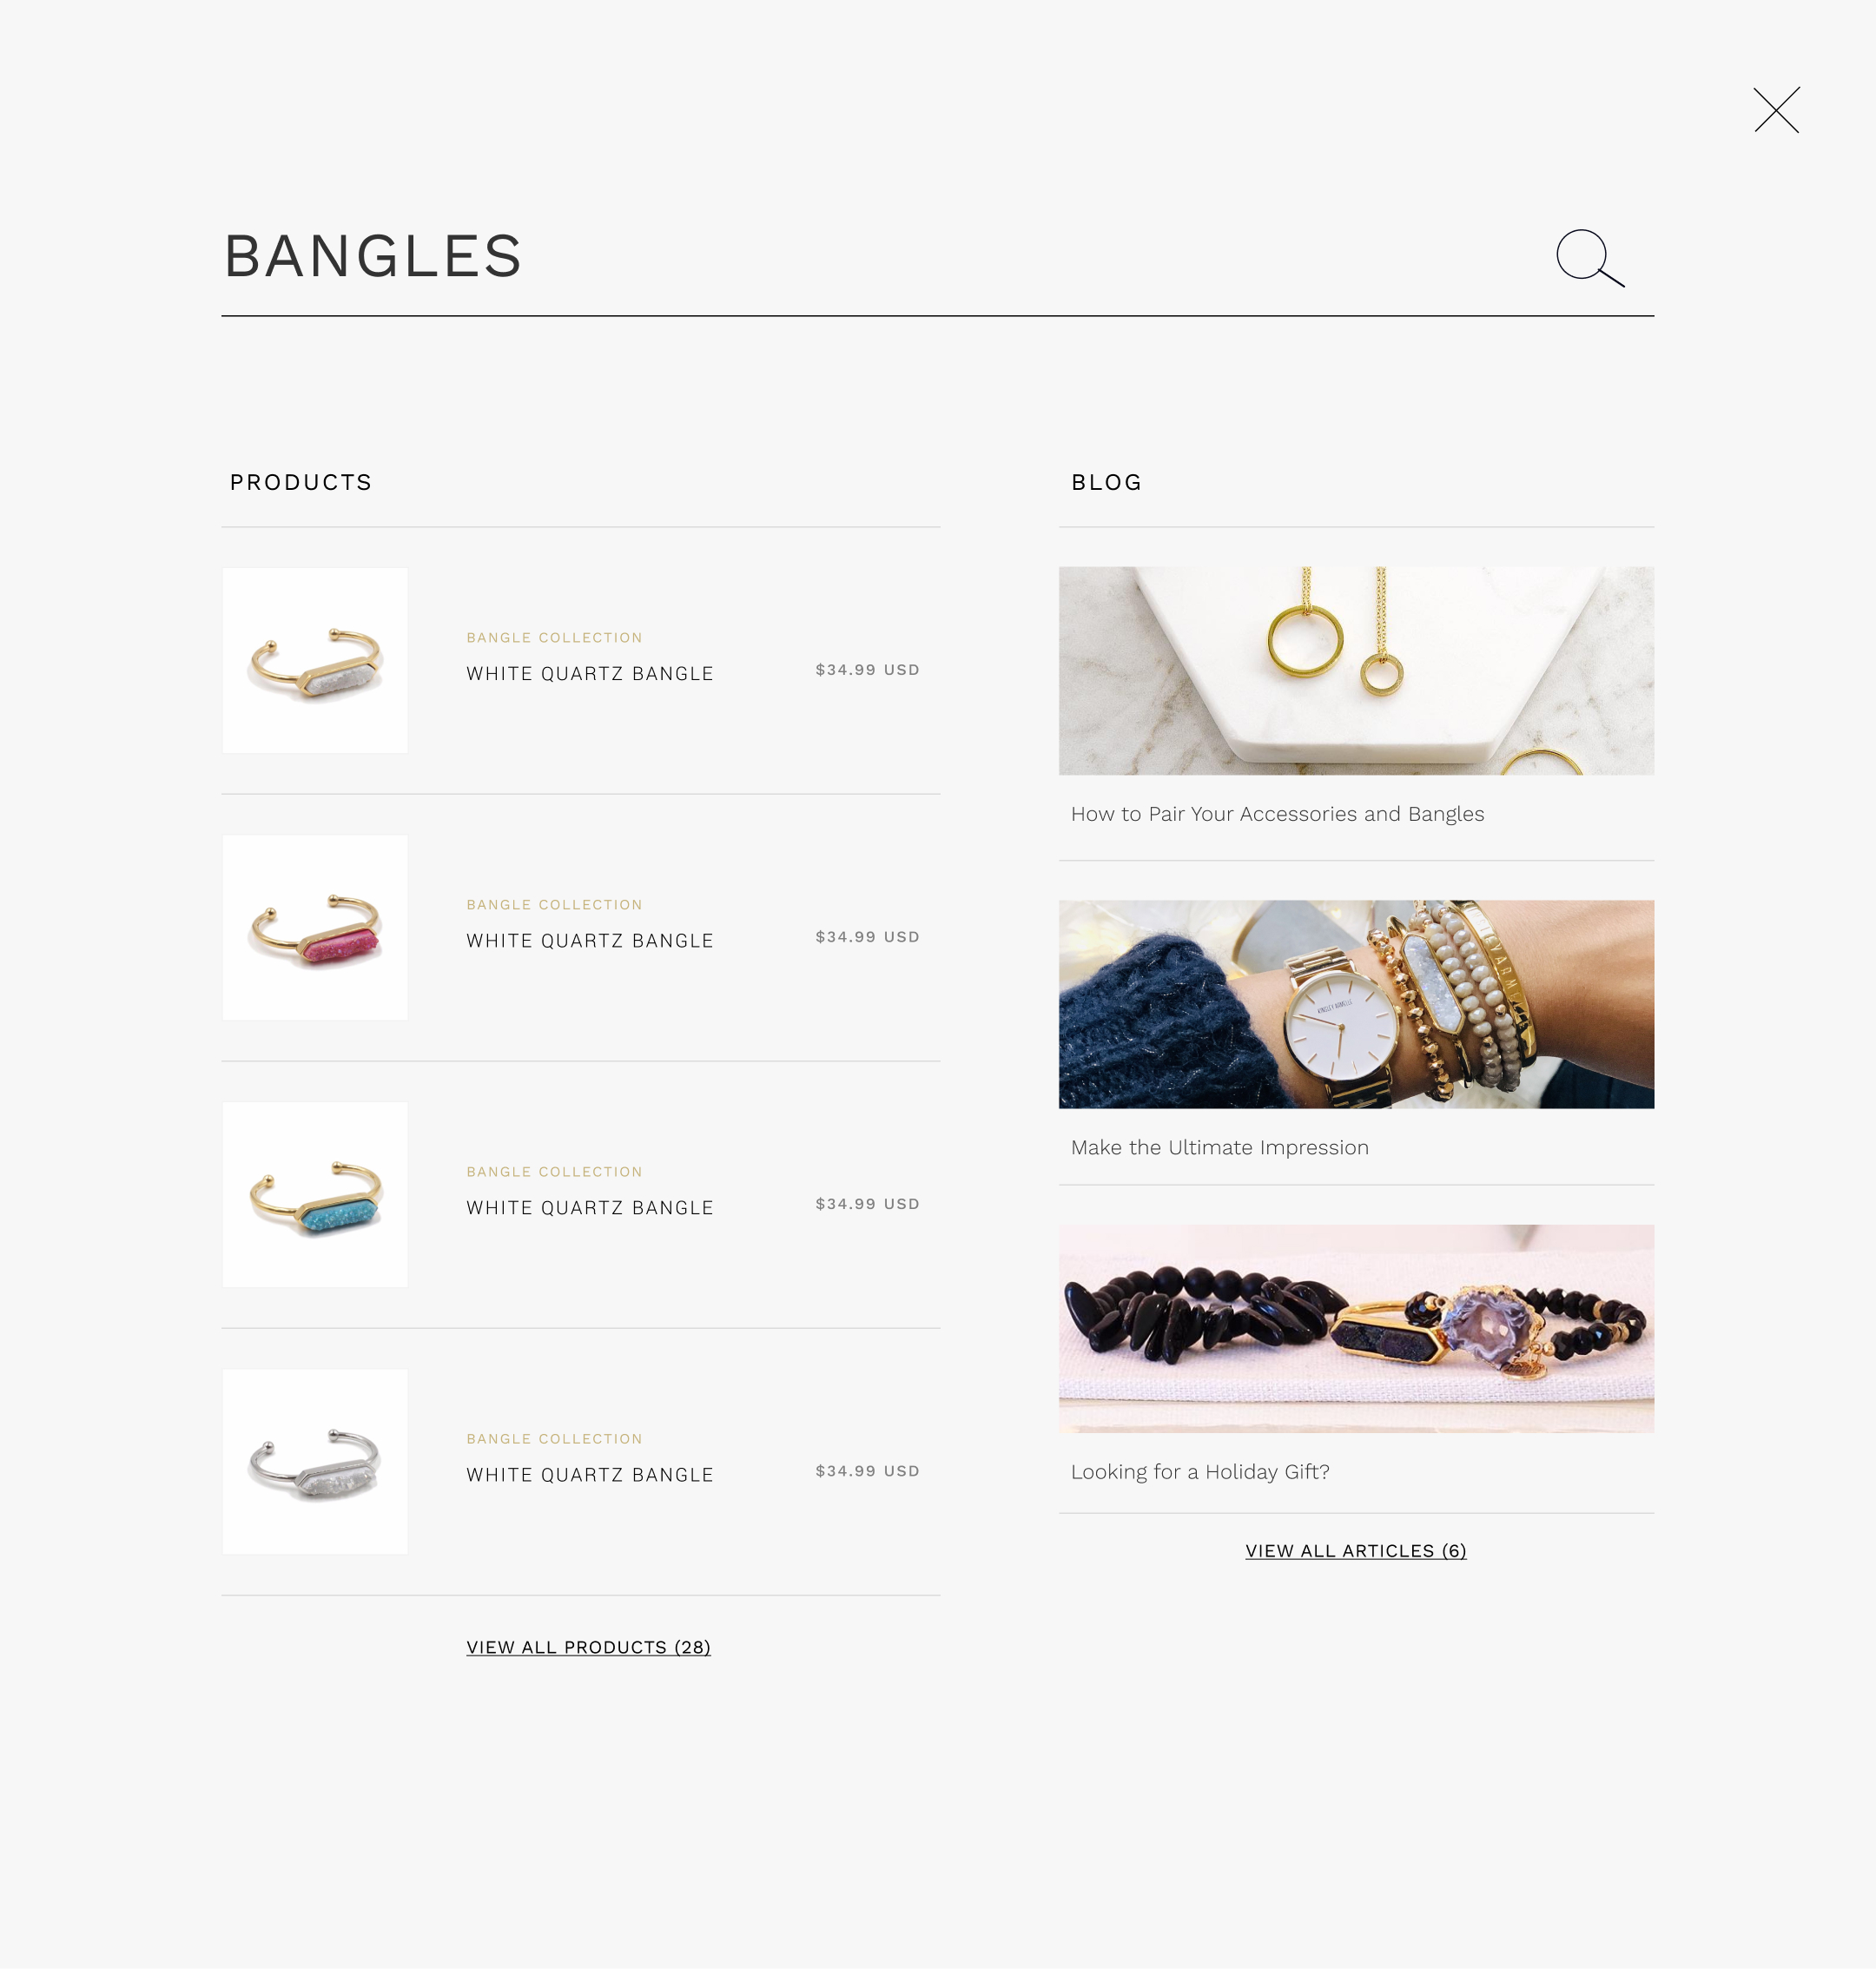 BANGLES
PRODUCTS
BANGLE COLLECTION
WHITE QUARTZ BANGLE
$34.99 USD
BANGLE COLLECTION
WHITE QUARTZ BANGLE
$34.99 USD
BANGLE COLLECTION
WHITE QUARTZ BANGLE
$34.99 USD
BANGLE COLLECTION
WHITE QUARTZ BANGLE
$34.99 USD
VIEW ALL PRODUCTS (28)
BLOG
How to Pair Your Accessories and Bangles
Make the Ultimate Impression
Looking for a Holiday Gift?
VIEW ALL ARTICLES (6)